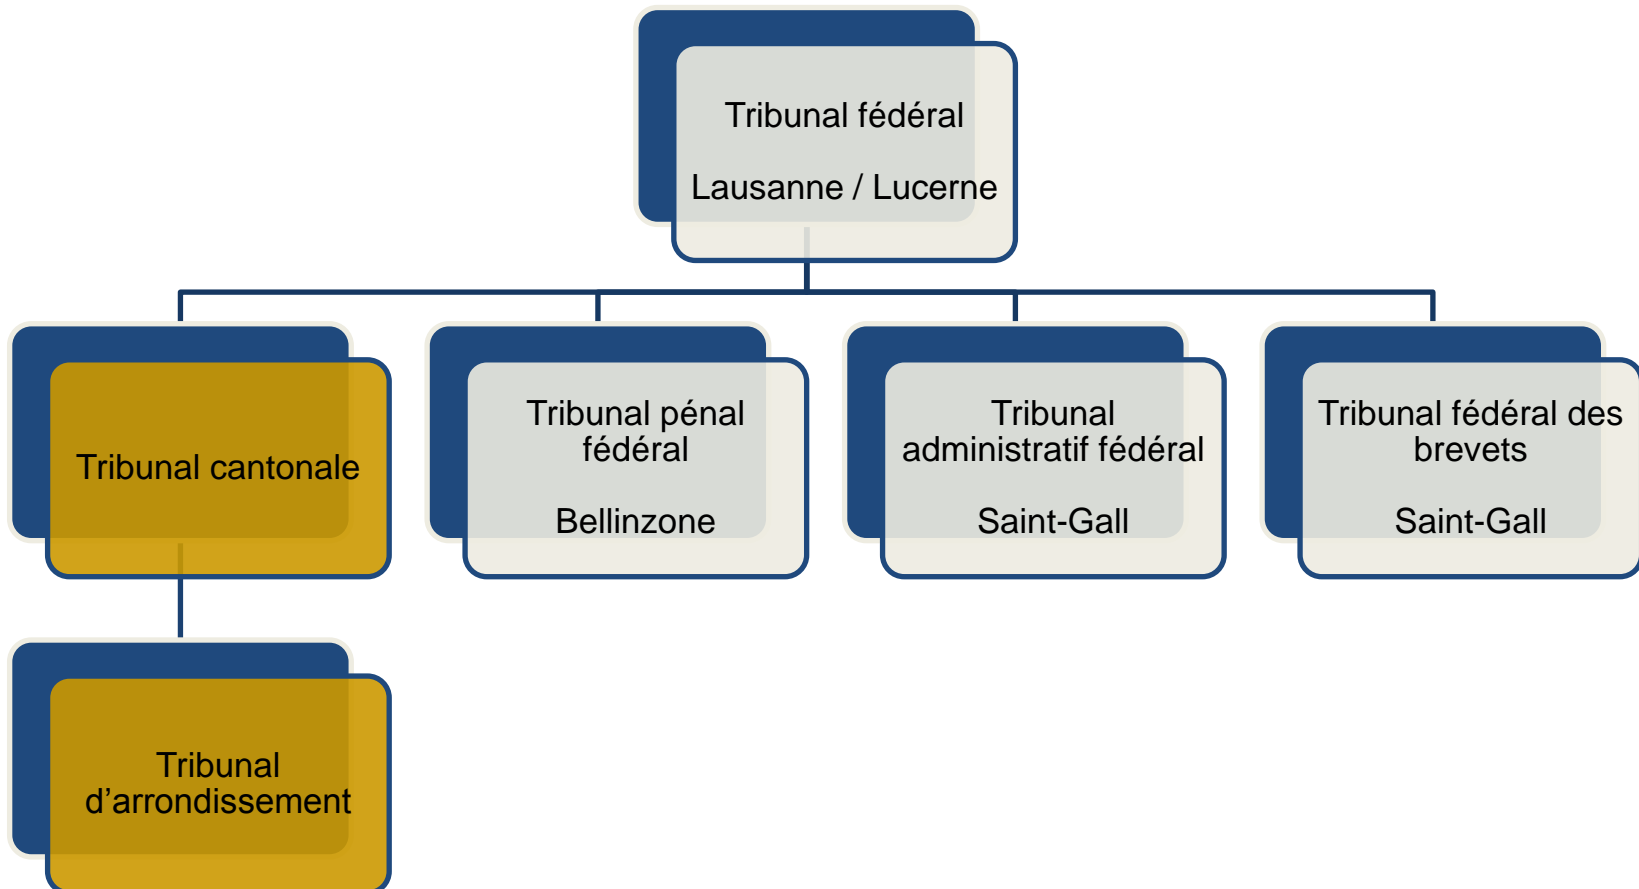 Tribunal fédéral
Lausanne / Lucerne
Tribunal cantonale
Tribunal pénal
fédéral
Bellinzone
Tribunal
administratif fédéral
Saint-Gall
Tribunal fédéral des
brevets
Saint-Gall
Tribunal
d’arrondissement